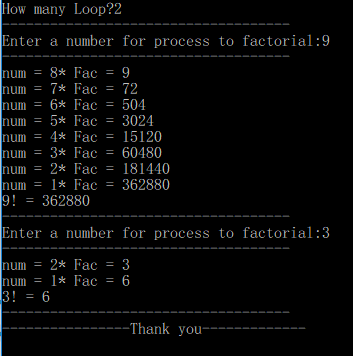 How many Loop?2
------------------------------------
Enter a number for process to factorial:9
------------------------------------
num = 8* Fac = 9
num = 7* Fac = 72
num = 6* Fac = 504
num = 5* Fac = 3024
num = 4* Fac = 15120
num = 3* Fac = 60480
num = 2* Fac = 181440
num = 1* Fac = 362880
9! = 362880
------------------------------------
Enter a number for process to factorial:3
------------------------------------
num = 2* Fac = 3
num = 1* Fac = 6
3! = 6
------------------------------------
----------------Thank you-------------